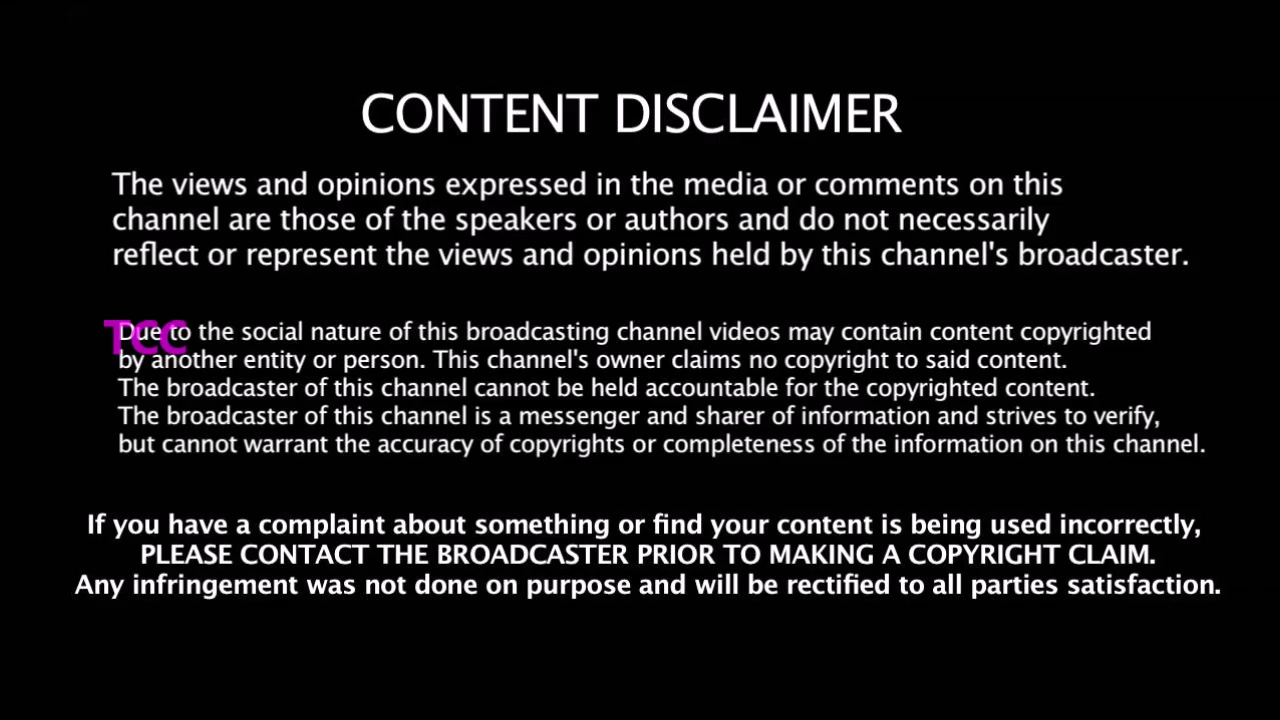 CONTENT DISCLAIMER
The views and opinions expressed in the media or comments on this
channel are those of the speakers or authors and do not necessarily
reflect or represent the views and opinions held by this channel's broadcaster.
TCC
Due to the social nature of this broadcasting channel videos may contain content copyrighted
by another entity or person. This channel's owner claims no copyright to said content.
The broadcaster of this channel cannot be held accountable for the copyrighted content.
The broadcaster of this channel is a messenger and sharer of information and strives to verify,
but cannot warrant the accuracy of copyrights or completeness of the information on this channel.
If you have a complaint about something or find your content is being used incorrectly,
PLEASE CONTACT THE BROADCASTER PRIOR TO MAKING A COPYRIGHT CLAIM.
Any infringement was not done on purpose and will be rectified to all parties satisfaction.